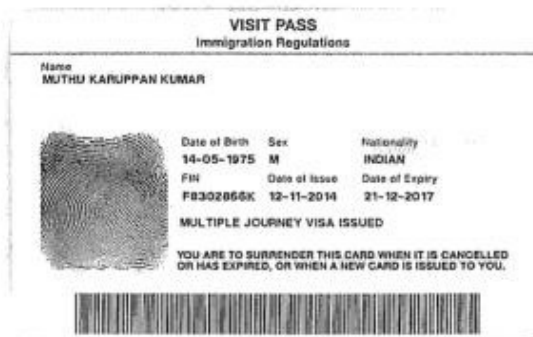 VISIT PASS
Immigration Regulations
Name
MUTHU KARUPPAN KUMAR
Date of Birth Sex Nationality
14-05-1975 M INDIAN
FIN Date of Issue Date of Expiry
F8302866K 12-11-2014 21-12-2017
MULTIPLE JOURNEY VISA ISSUED
YOU ARE TO SURRENDER THIS CARD WHEN IT IS CANCELLED
OR HAS EXPIRED, OR WHEN A NEW CARD IS ISSUED TO YOU.